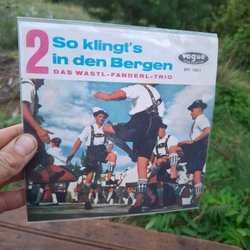 2
So klingt's
in den Bergen
DAS WASTL-FANDERL-TRIO
vogue